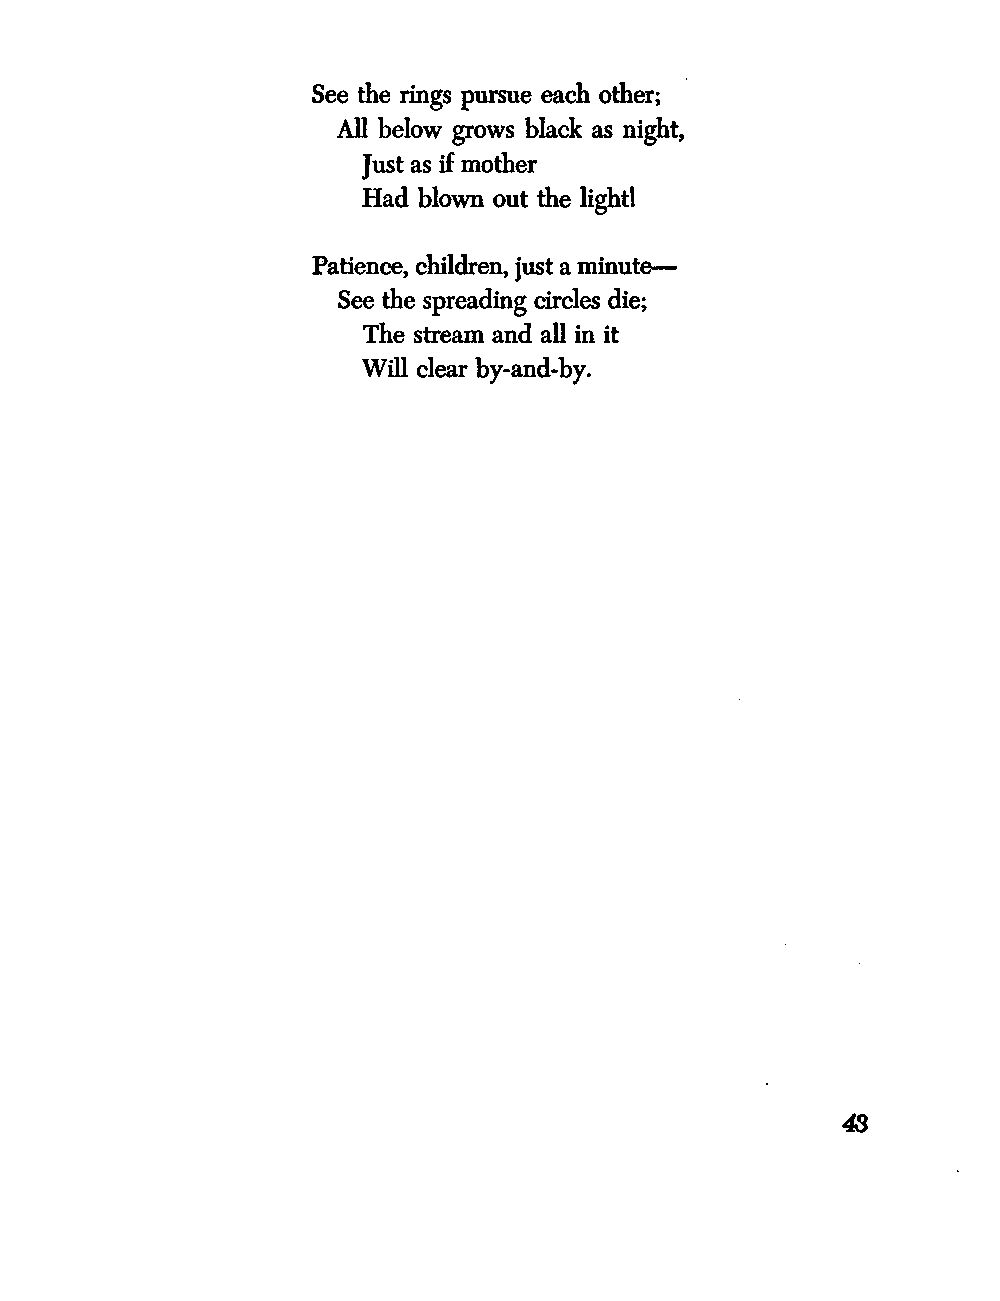 See the rings pursue each other;
All below grows black as night,
Just as if mother
Had blown out the light!
Patience, children, just a minute—
See the spreading circles die;
The stream and all in it
Will clear by-and-by.
43